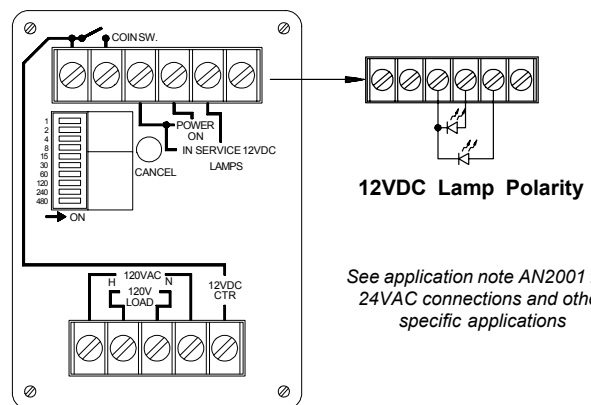 COIN SW.
POWER
ON
IN SERVICE 12VDC
LAMPS
1
2
4
8
15
30
60
120
240
480
ON
CANCEL
120VAC
H
N
120V
LOAD
12VDC
CTR
12VDC Lamp Polarity
See application note AN2001
24VAC connections and othe
specific applications